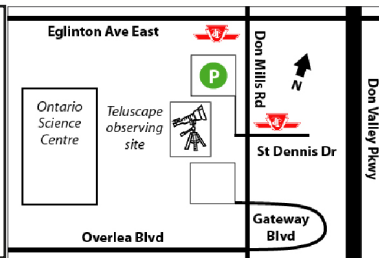 Eglinton Ave East
Don Mills Rd
P
N
Ontario
Science
Centre
Teluscape
observing
site
St Dennis Dr
Don Valley Pkwy
Gateway
Blvd
Overlea Blvd